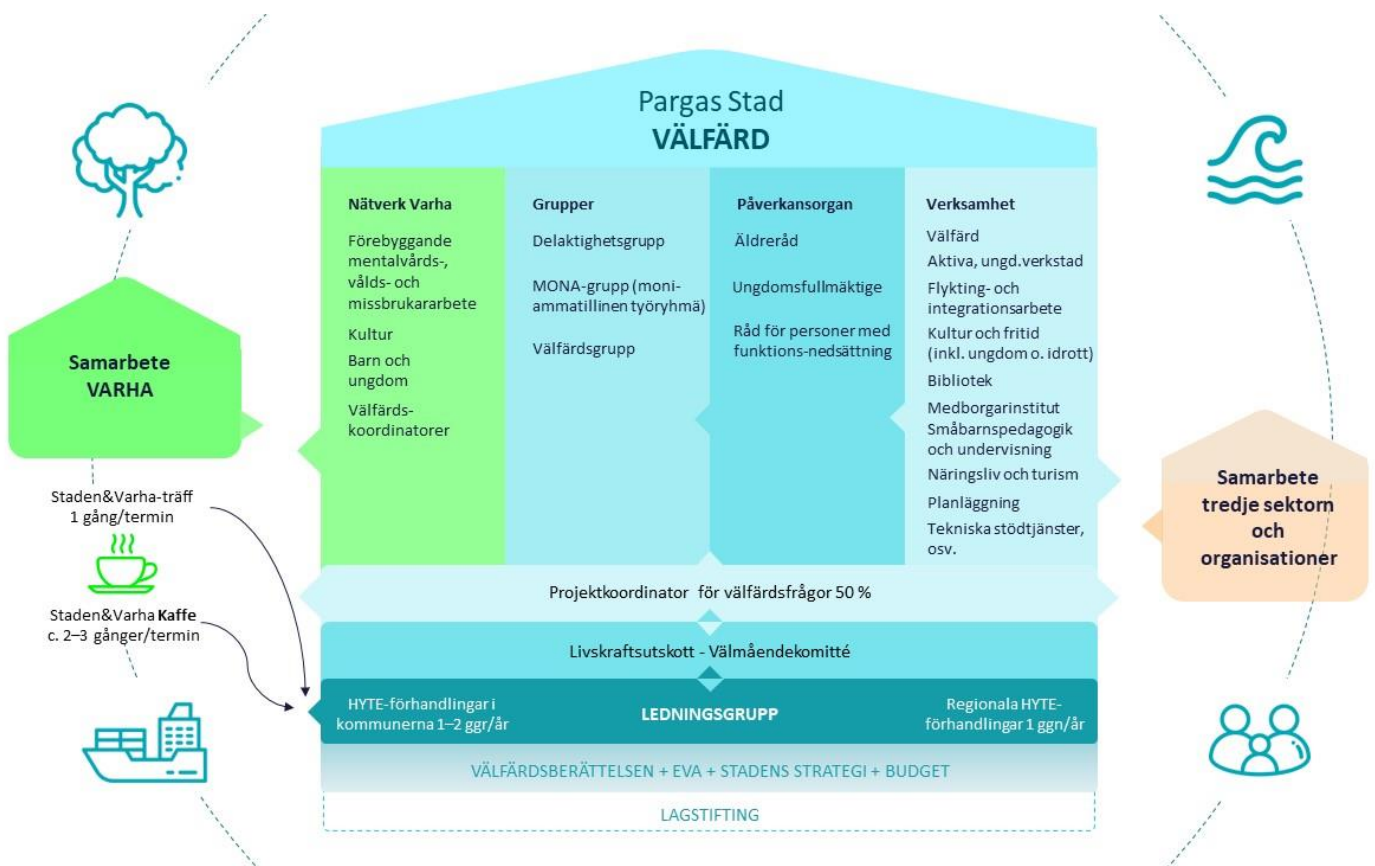 Pargas Stad
VÄLFÄRD
Nätverk Varha
Förebyggande
mentalvårds-,
vålds- och
missbrukararbete
Kultur
Barn och
ungdom
Välfärds-
koordinatorer
Grupper
Delaktighetsgrupp
MONA-grupp (moni-
ammatillinen työryhmä)
Välfärdsgrupp
Påverkansorgan
Äldreråd
Ungdomsfullmäktige
Råd för personer med
funktions-nedsättning
Verksamhet
Välfärd
Aktiva, ungd.verkstad
Flykting- och
integrationsarbete
Kultur och fritid
(inkl. ungdom o. idrott)
Bibliotek
Medborgarinstitut
Småbarnspedagogik
och undervisning
Näringsliv och turism
Planläggning
Tekniska stödtjänster,
osv.
Samarbete
VARHA
Staden&Varha-träff
1 gång/termin
Staden&Varha Kaffe
c. 2–3 gånger/termin
Samarbete
tredje sektorn
och
organisationer
Projektkoordinator för välfärdsfrågor 50 %
Livskraftsutskott - Välmåendekomitté
HYTE-förhandlingar i
kommunerna 1–2 ggr/år
LEDNINGSGRUPP
Regionala HYTE-
förhandlingar 1 ggn/år
VÄLFÄRDSBERÄTTELSEN + EVA + STADENS STRATEGI + BUDGET
LAGSTIFTING